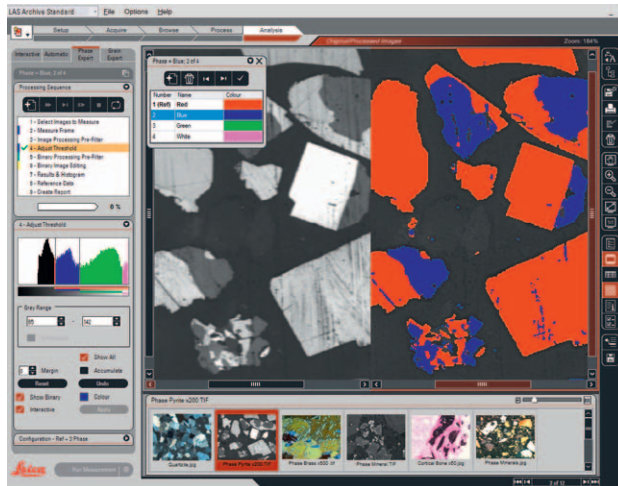 LAS Archive Standard File Options Help
Setup Acquire Browse Process Analysis
Original/Processed Images Zoom: 184%
Interactive Automatic Phase Expert Grain Expert
Phase = Blue; 2 of 4
Processing Sequence
1 - Select Images to Measure
2 - Measure Frame
3 - Image Processing Pre-Filter
4 - Adjust Threshold
5 - Binary Processing Pre-Filter
6 - Binary Image Editing
7 - Results & Histogram
8 - Reference Data
9 - Create Report
0 %
4 - Adjust Threshold
Gray Range
85 - 142
Show All
0 Margin Accumulate
Reset Undo
Show Binary Colour
Interactive Apply
Configuration - Ref + 3 Phase
Leica Run Measurement
Phase = Blue; 2 of 4
Number Name Colour
1 (Ref) Red
2 Blue
3 Green
4 White
Phase Pyrite x200.TIF
Quartzite.jpg Phase Pyrite x200.TIF Phase Brass x500.tif Phase Mineral.TIF Cortical Bone x50.jpg Phase Minerals.jpg